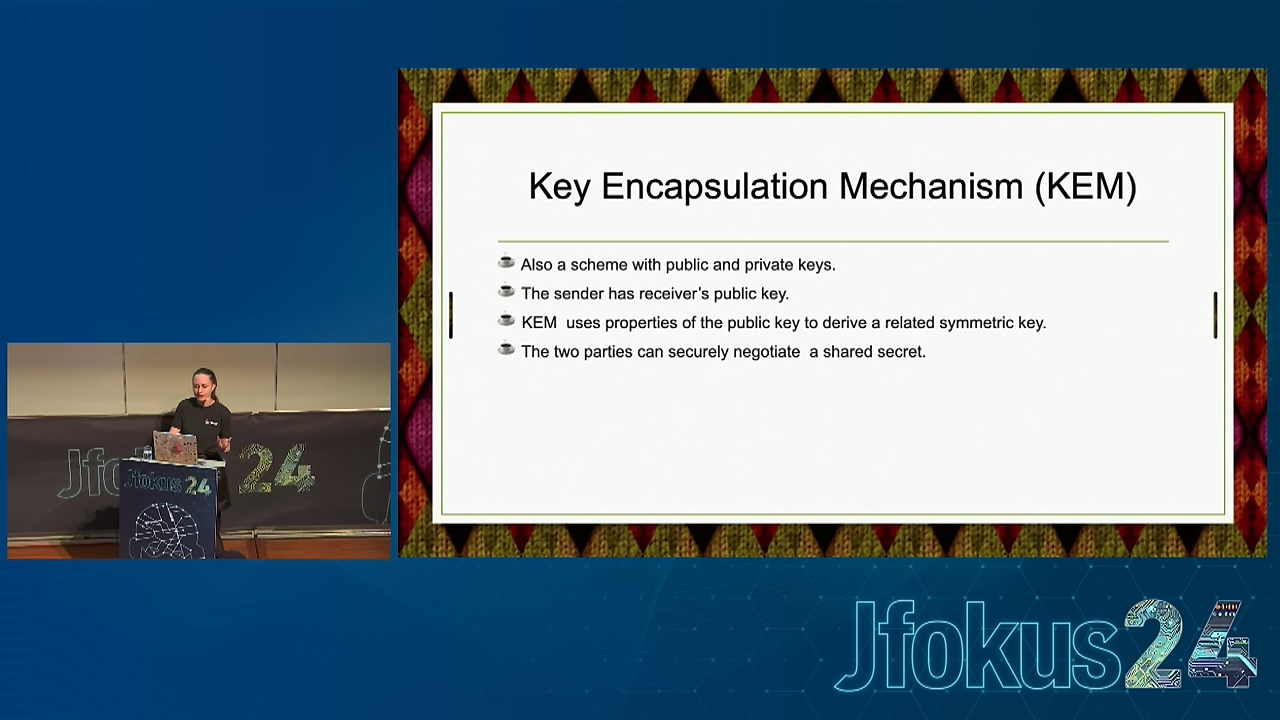 Key Encapsulation Mechanism (KEM)
Also a scheme with public and private keys.
The sender has receiver's public key.
KEM  uses properties of the public key to derive a related symmetric key.
The two parties can securely negotiate  a shared secret.
Jfo 24
Jfokus 24
Jfokus24